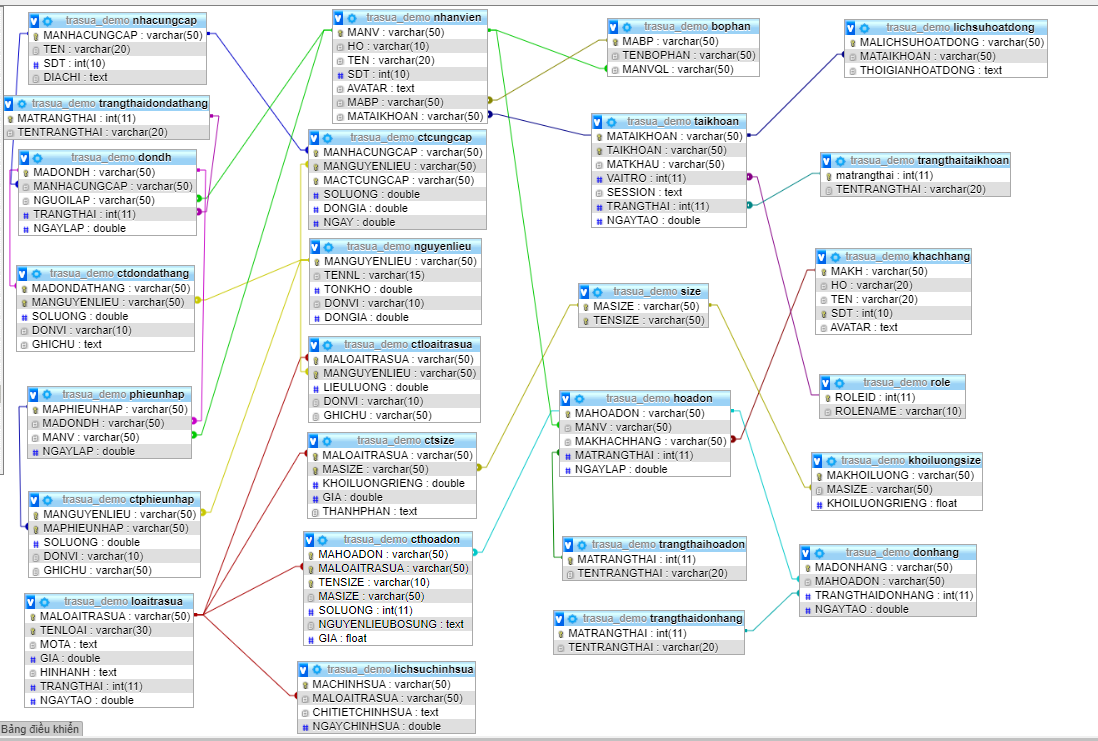 trasua_demo nhacungcap
MANHACUNGCAP : varchar(50)
TEN : varchar(20)
SDT : int(10)
DIACHI : text
trasua_demo trangthaidondathang
MATRANGTHAI : int(11)
TENTRANGTHAI : varchar(20)
trasua_demo dondh
MADONDH : varchar(50)
MANHACUNGCAP : varchar(50)
NGUOILAP : varchar(50)
TRANGTHAI : int(11)
NGAYLAP : double
trasua_demo ctdondathang
MADONDATHANG : varchar(50)
MANGUYENLIEU : varchar(50)
SOLUONG : double
DONVI : varchar(10)
GHICHU : text
trasua_demo phieunhap
MAPHIEUNHAP : varchar(50)
MADONDH : varchar(50)
MANV : varchar(50)
NGAYLAP : double
trasua_demo ctphieunhap
MANGUYENLIEU : varchar(50)
MAPHIEUNHAP : varchar(50)
SOLUONG : double
DONVI : varchar(10)
GHICHU : varchar(50)
trasua_demo loaitrasua
MALOAITRASUA : varchar(50)
TENLOAI : varchar(30)
MOTA : text
GIA : double
HINHANH : text
TRANGTHAI : int(11)
NGAYTAO : double
trasua_demo nhanvien
MANV : varchar(50)
HO : varchar(10)
TEN : varchar(20)
SDT : int(10)
AVATAR : text
MABP : varchar(50)
MATAIKHOAN : varchar(50)
trasua_demo ctcungcap
MANHACUNGCAP : varchar(50)
MANGUYENLIEU : varchar(50)
MACTCUNGCAP : varchar(50)
SOLUONG : double
DONGIA : double
NGAY : double
trasua_demo nguyenlieu
MANGUYENLIEU : varchar(50)
TENNL : varchar(15)
TONKHO : double
DONVI : varchar(10)
DONGIA : double
trasua_demo ctloaitrasua
MALOAITRASUA : varchar(50)
MANGUYENLIEU : varchar(50)
LIEULUONG : double
DONVI : varchar(10)
GHICHU : varchar(50)
trasua_demo ctsize
MALOAITRASUA : varchar(50)
MASIZE : varchar(50)
KHOILUONGRIENG : double
GIA : double
THANHPHAN : text
trasua_demo cthoadon
MAHOADON : varchar(50)
MALOAITRASUA : varchar(50)
TENSIZE : varchar(10)
MASIZE : varchar(50)
SOLUONG : int(11)
NGUYENLIEUBOSUNG : text
GIA : float
trasua_demo lichsuchinhsua
MACHINHSUA : varchar(50)
MALOAITRASUA : varchar(50)
CHITIETCHINHSUA : text
NGAYCHINHSUA : double
trasua_demo bophan
MABP : varchar(50)
TENBOPHAN : varchar(50)
MANVQL : varchar(50)
trasua_demo taikhoan
MATAIKHOAN : varchar(50)
TAIKHOAN : varchar(50)
MATKHAU : varchar(50)
VAITRO : int(11)
SESSION : text
TRANGTHAI : int(11)
NGAYTAO : double
trasua_demo size
MASIZE : varchar(50)
TENSIZE : varchar(50)
trasua_demo hoadon
MAHOADON : varchar(50)
MANV : varchar(50)
MAKHACHHANG : varchar(50)
MATRANGTHAI : int(11)
NGAYLAP : double
trasua_demo trangthaihoadon
MATRANGTHAI : int(11)
TENTRANGTHAI : varchar(20)
trasua_demo trangthaidonhang
MATRANGTHAI : int(11)
TENTRANGTHAI : varchar(20)
trasua_demo lichsuhoatdong
MALICHSUHOATDONG : varchar(50)
MATAIKHOAN : varchar(50)
THOIGIANHOATDONG : text
trasua_demo trangthaitaikhoan
matrangthai : int(11)
TENTRANGTHAI : varchar(20)
trasua_demo khachhang
MAKH : varchar(50)
HO : varchar(20)
TEN : varchar(20)
SDT : int(10)
AVATAR : text
trasua_demo role
ROLEID : int(11)
ROLENAME : varchar(10)
trasua_demo khoiluongsize
MAKHOILUONG : varchar(50)
MASIZE : varchar(50)
KHOILUONGRIENG : float
trasua_demo donhang
MADONHANG : varchar(50)
MAHOADON : varchar(50)
TRANGTHAIDONHANG : int(11)
NGAYTAO : double
Bảng điều khiển